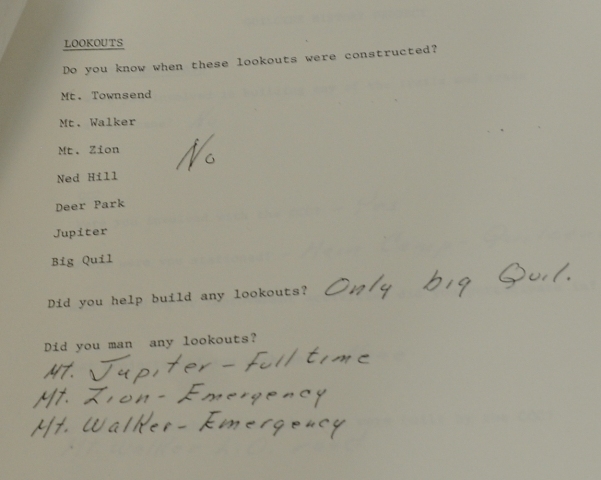 LOOKOUTS
Do you know when these lookouts were constructed?
Mt. Townsend
Mt. Walker
Mt. Zion
No
Ned Hill
Deer Park
Jupiter
Big Quil
Did you help build any lookouts? Only big Quil.
Did you man any lookouts?
Mt. Jupiter - Full time
Mt. Zion - Emergency
Mt. Walker - Emergency